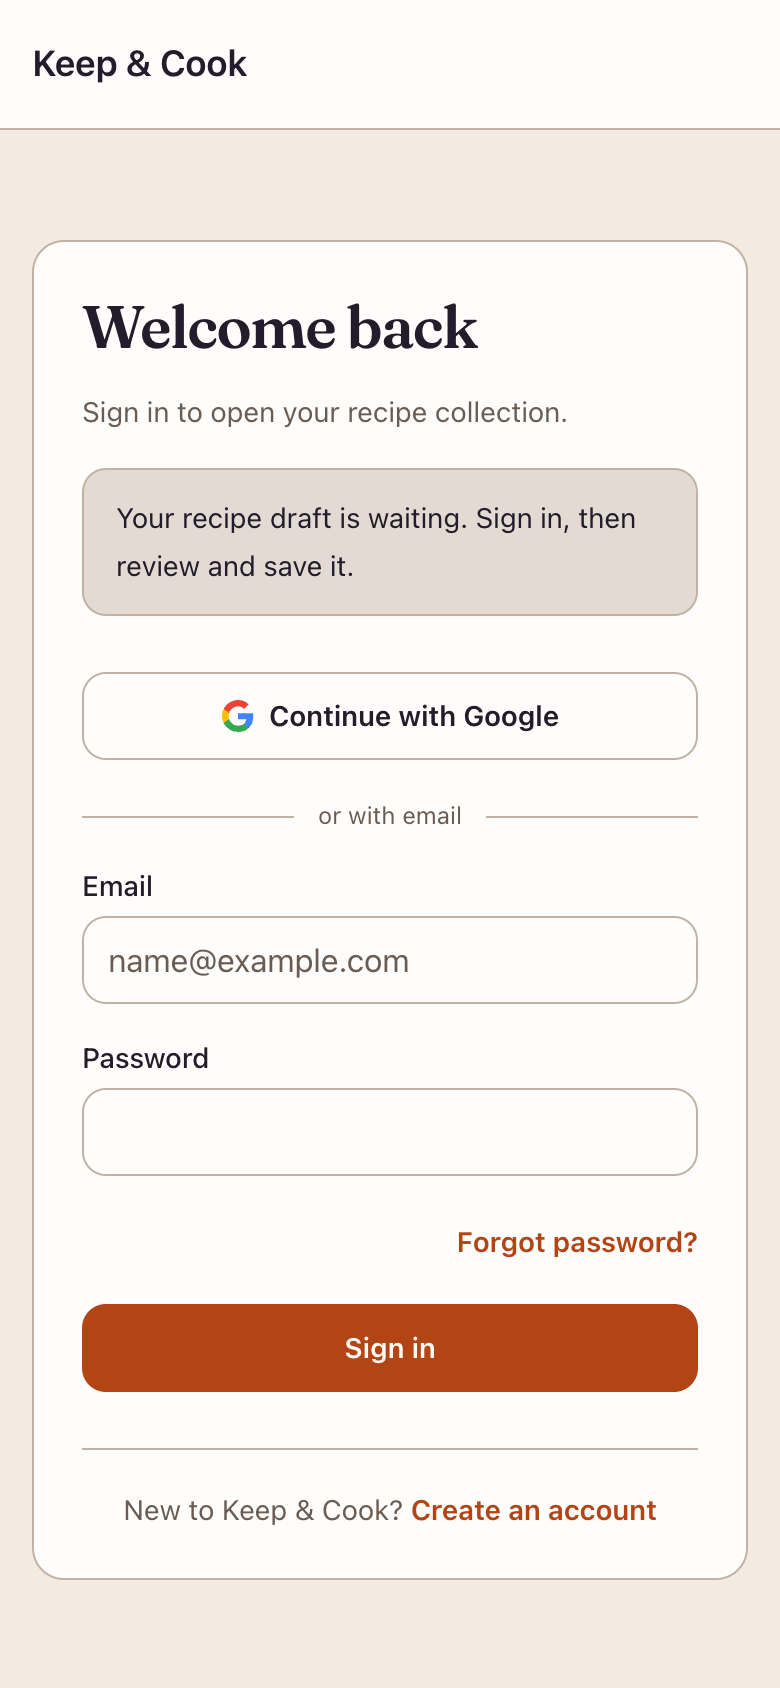 Keep & Cook
Welcome back
Sign in to open your recipe collection.
Your recipe draft is waiting. Sign in, then
review and save it.
Continue with Google
or with email
Email
name@example.com
Password
Forgot password?
Sign in
New to Keep & Cook? Create an account